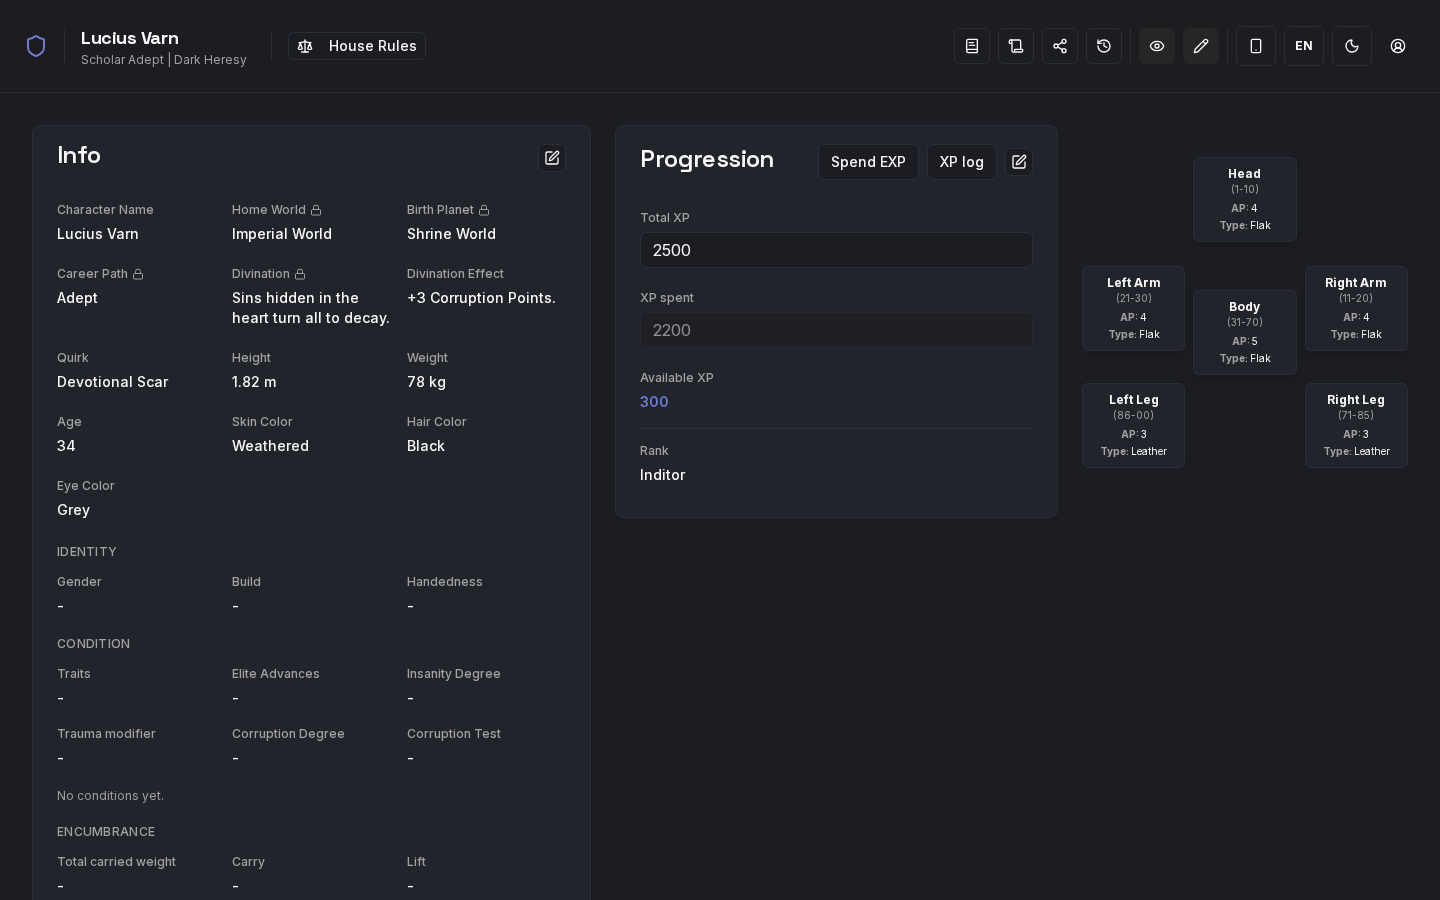 Lucius Varn
Scholar Adept | Dark Heresy
House Rules
EN
Info
Character Name
Lucius Varn
Home World
Imperial World
Birth Planet
Shrine World
Career Path
Adept
Divination
Sins hidden in the
heart turn all to decay.
Divination Effect
+3 Corruption Points.
Quirk
Devotional Scar
Height
1.82 m
Weight
78 kg
Age
34
Skin Color
Weathered
Hair Color
Black
Eye Color
Grey
IDENTITY
Gender
-
Build
-
Handedness
-
CONDITION
Traits
-
Elite Advances
-
Insanity Degree
-
Trauma modifier
-
Corruption Degree
-
Corruption Test
-
No conditions yet.
ENCUMBRANCE
Total carried weight
-
Carry
-
Lift
-
Progression
Spend EXP
XP log
Total XP
2500
XP spent
2200
Available XP
300
Rank
Inditor
Head
(1-10)
AP: 4
Type: Flak
Left Arm
(21-30)
AP: 4
Type: Flak
Body
(31-70)
AP: 5
Type: Flak
Right Arm
(11-20)
AP: 4
Type: Flak
Left Leg
(86-00)
AP: 3
Type: Leather
Right Leg
(71-85)
AP: 3
Type: Leather